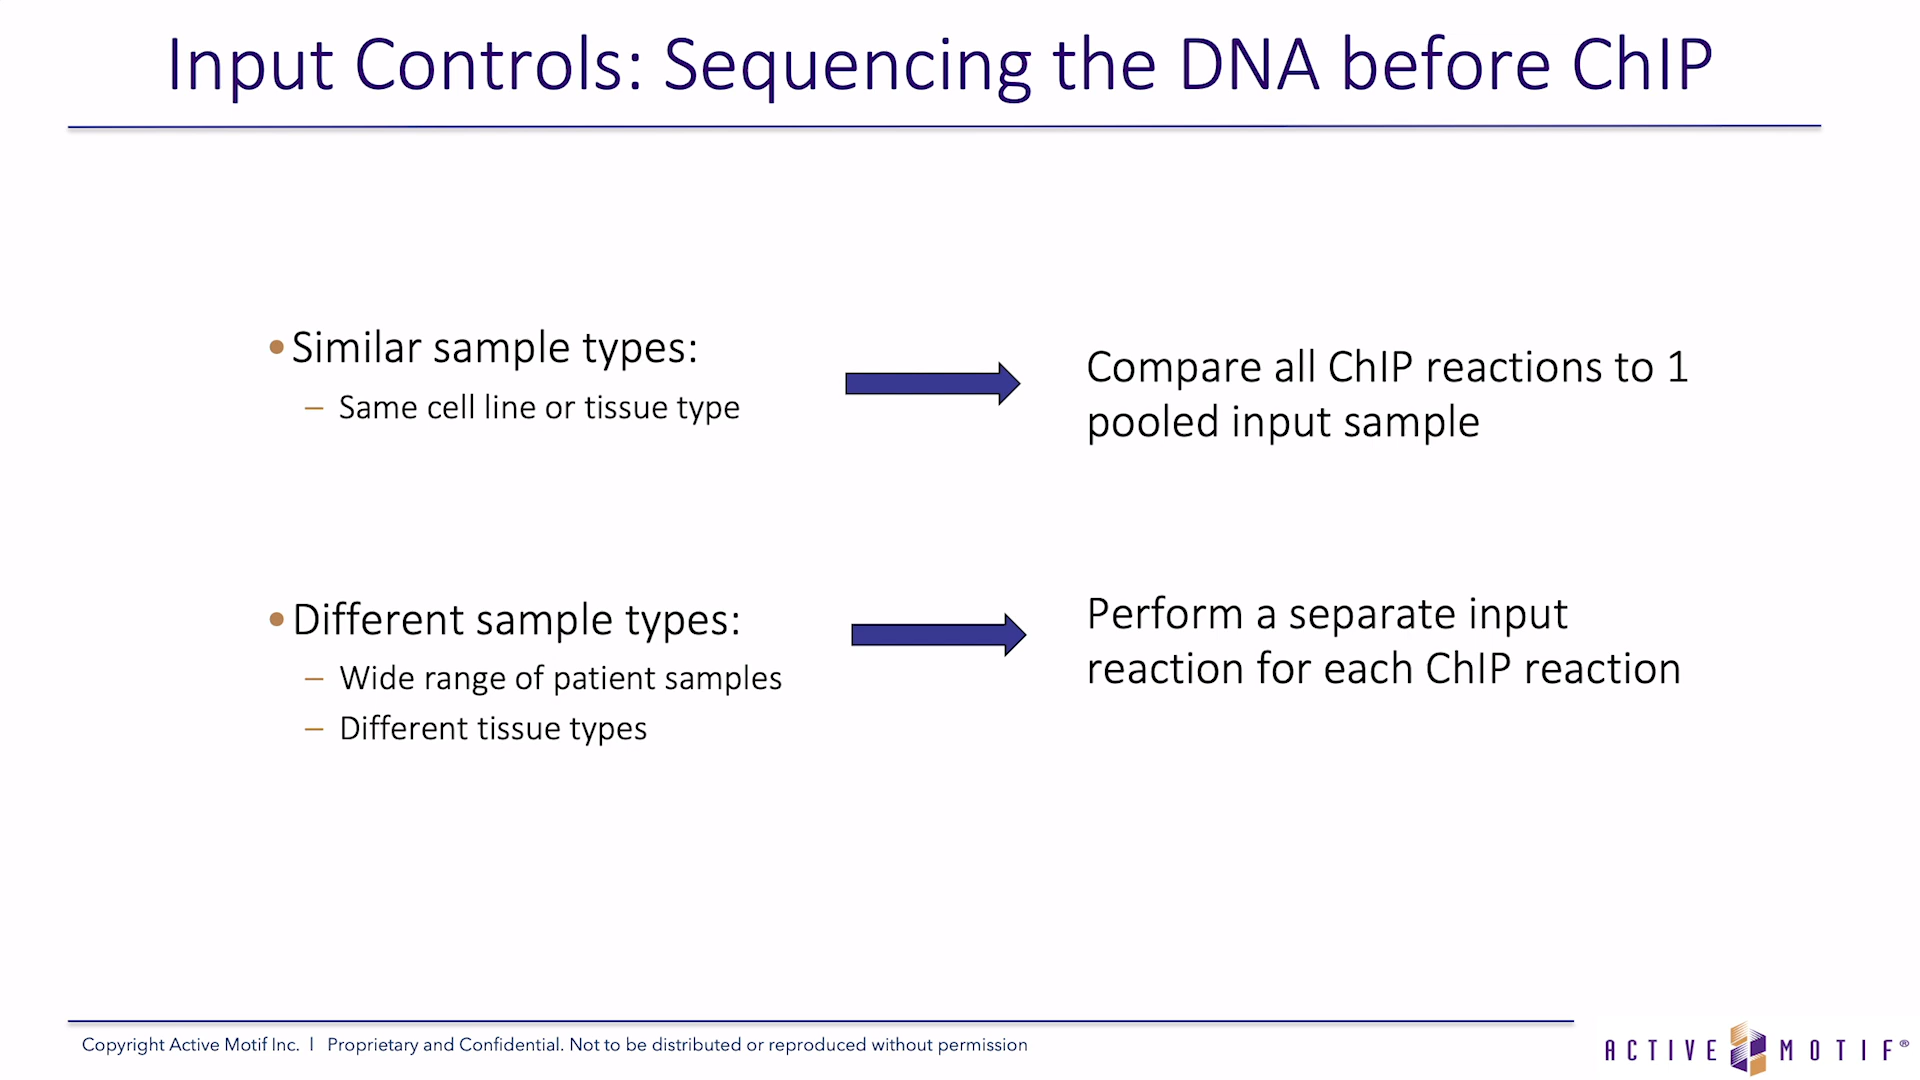 Input Controls: Sequencing the DNA before ChIP
•Similar sample types:
– Same cell line or tissue type
Compare all ChIP reactions to 1
pooled input sample
•Different sample types:
– Wide range of patient samples
– Different tissue types
Perform a separate input
reaction for each ChIP reaction
Copyright Active Motif Inc. | Proprietary and Confidential. Not to be distributed or reproduced without permission
ACTIVE MOTIF®